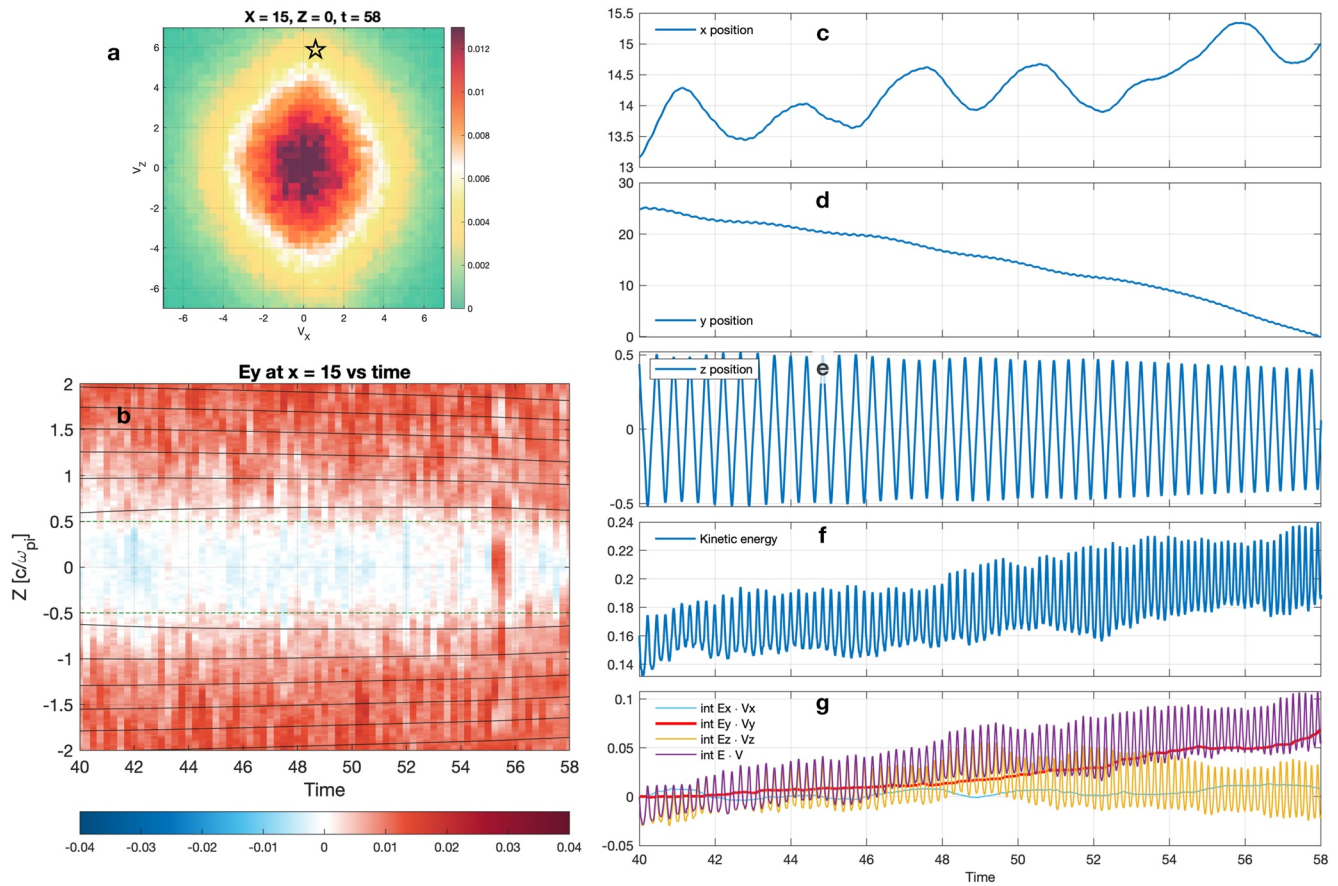 X = 15, Z = 0, t = 58
a
6
4
2
0
-2
-4
-6
V_Z
-6 -4 -2 0 2 4 6
V_X
0.012
0.01
0.008
0.006
0.004
0.002
0
Ey at x = 15 vs time
b
2
1.5
1
0.5
0
-0.5
-1
-1.5
-2
Z [c/ω_pi]
40 42 44 46 48 50 52 54 56 58
Time
-0.04 -0.03 -0.02 -0.01 0 0.01 0.02 0.03 0.04
c
x position
15.5
15
14.5
14
13.5
13
d
y position
30
20
10
0
e
z position
0.5
0
-0.5
f
Kinetic energy
0.24
0.22
0.2
0.18
0.16
0.14
g
int Ex · Vx
int Ey · Vy
int Ez · Vz
int E · V
0.1
0.05
0
-0.05
40 42 44 46 48 50 52 54 56 58
Time